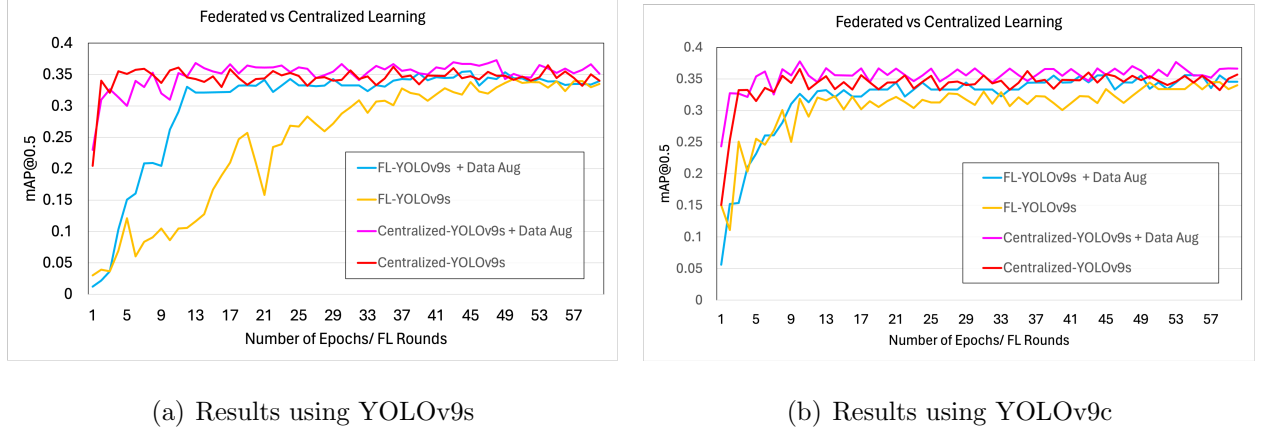 Federated vs Centralized Learning
0.4
0.35
0.3
0.25
0.2
0.15
0.1
0.05
0
mAP@0.5
FL-YOLOv9s + Data Aug
FL-YOLOv9s
Centralized-YOLOv9s + Data Aug
Centralized-YOLOv9s
1 5 9 13 17 21 25 29 33 37 41 45 49 53 57
Number of Epochs/ FL Rounds
(a) Results using YOLOv9s
Federated vs Centralized Learning
0.4
0.35
0.3
0.25
0.2
0.15
0.1
0.05
0
mAP@0.5
FL-YOLOv9s + Data Aug
FL-YOLOv9s
Centralized-YOLOv9s + Data Aug
Centralized-YOLOv9s
1 5 9 13 17 21 25 29 33 37 41 45 49 53 57
Number of Epochs/ FL Rounds
(b) Results using YOLOv9c